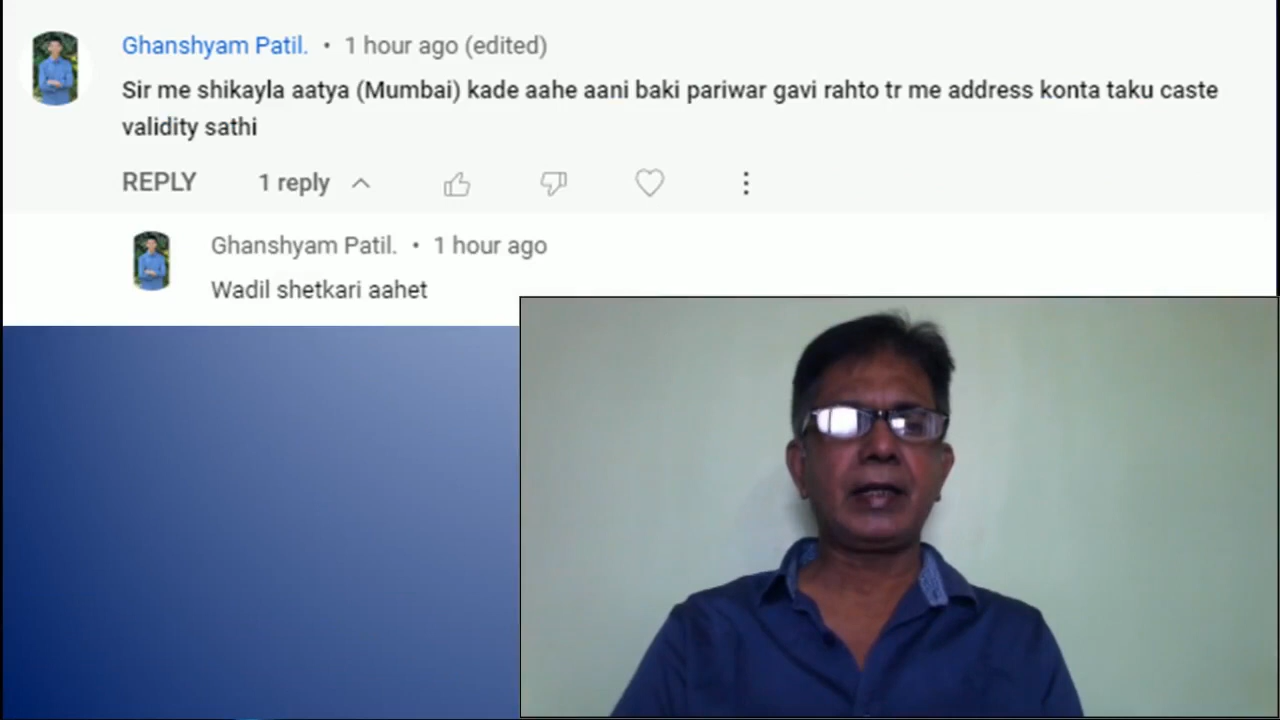 Ghanshyam Patil. • 1 hour ago (edited)
Sir me shikayla aatya (Mumbai) kade aahe aani baki pariwar gavi rahto tr me address konta taku caste
validity sathi
REPLY 1 reply
Ghanshyam Patil. • 1 hour ago
Wadil shetkari aahet